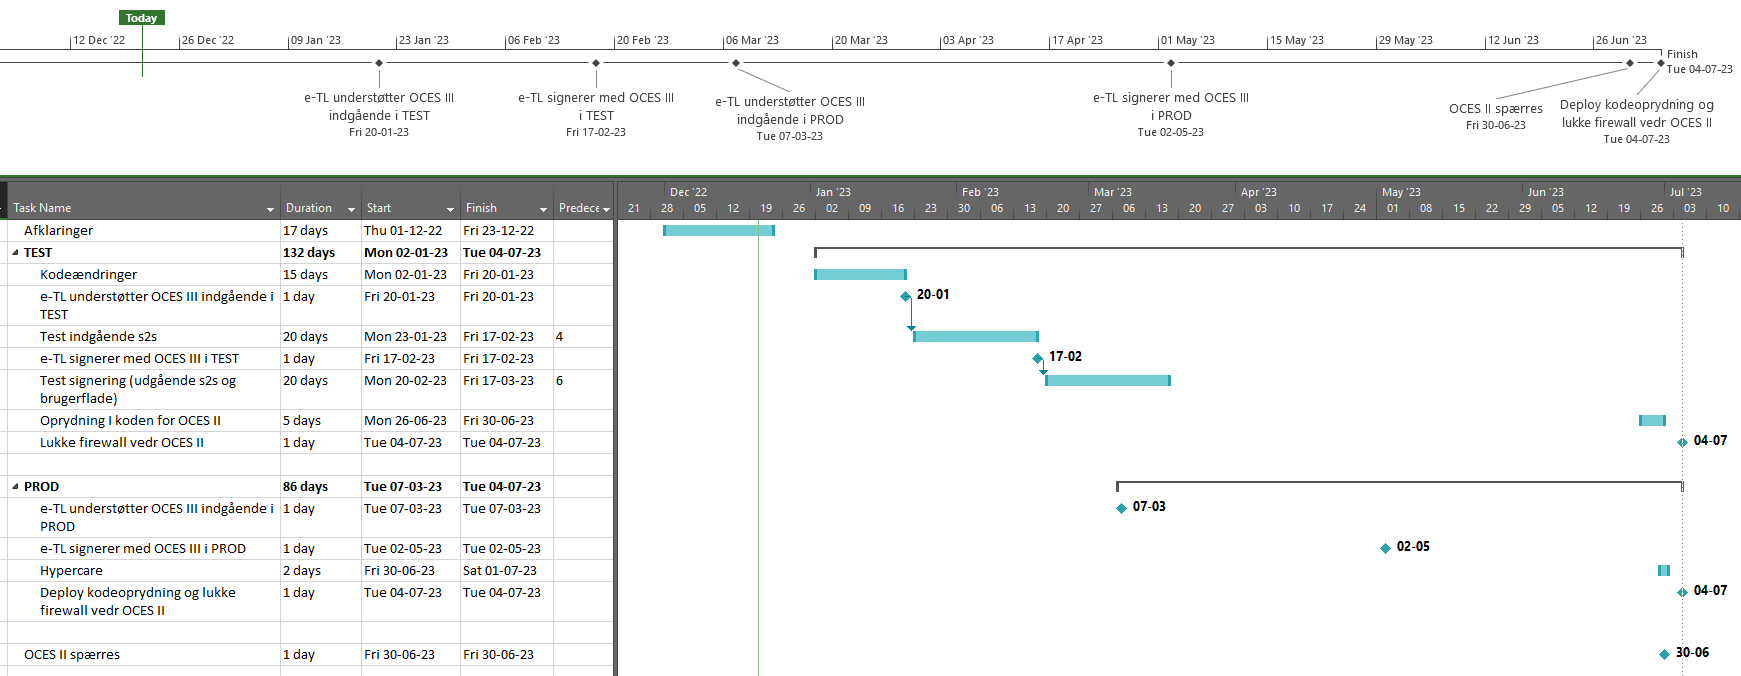 Today
12 Dec '22 26 Dec '22 09 Jan '23 23 Jan '23 06 Feb '23 20 Feb '23 06 Mar '23 20 Mar '23 03 Apr '23 17 Apr '23 01 May '23 15 May '23 29 May '23 12 Jun '23 26 Jun '23
Finish
Tue 04-07-23
e-TL understøtter OCES III
indgående i TEST
Fri 20-01-23
e-TL signerer med OCES III
i TEST
Fri 17-02-23
e-TL understøtter OCES III
indgående i PROD
Tue 07-03-23
e-TL signerer med OCES III
i PROD
Tue 02-05-23
OCES II spærres
Fri 30-06-23
Deploy kodeoprydning og
lukke firewall vedr OCES II
Tue 04-07-23
Dec '22 Jan '23 Feb '23 Mar '23 Apr '23 May '23 Jun '23 Jul '23
Task Name Duration Start Finish Predece
21 28 05 12 19 26 02 09 16 23 30 06 13 20 27 06 13 20 27 03 10 17 24 01 08 15 22 29 05 12 19 26 03 10
Afklaringer 17 days Thu 01-12-22 Fri 23-12-22
TEST 132 days Mon 02-01-23 Tue 04-07-23
Kodeændringer 15 days Mon 02-01-23 Fri 20-01-23
e-TL understøtter OCES III indgående i 1 day Fri 20-01-23 Fri 20-01-23 20-01
TEST
Test indgående s2s 20 days Mon 23-01-23 Fri 17-02-23 4
e-TL signerer med OCES III i TEST 1 day Fri 17-02-23 Fri 17-02-23 17-02
Test signering (udgående s2s og 20 days Mon 20-02-23 Fri 17-03-23 6
brugerflade)
Oprydning I koden for OCES II 5 days Mon 26-06-23 Fri 30-06-23
Lukke firewall vedr OCES II 1 day Tue 04-07-23 Tue 04-07-23 04-07
PROD 86 days Tue 07-03-23 Tue 04-07-23
e-TL understøtter OCES III indgående i 1 day Tue 07-03-23 Tue 07-03-23 07-03
PROD
e-TL signerer med OCES III i PROD 1 day Tue 02-05-23 Tue 02-05-23 02-05
Hypercare 2 days Fri 30-06-23 Sat 01-07-23
Deploy kodeoprydning og lukke 1 day Tue 04-07-23 Tue 04-07-23 04-07
firewall vedr OCES II
OCES II spærres 1 day Fri 30-06-23 Fri 30-06-23 30-06